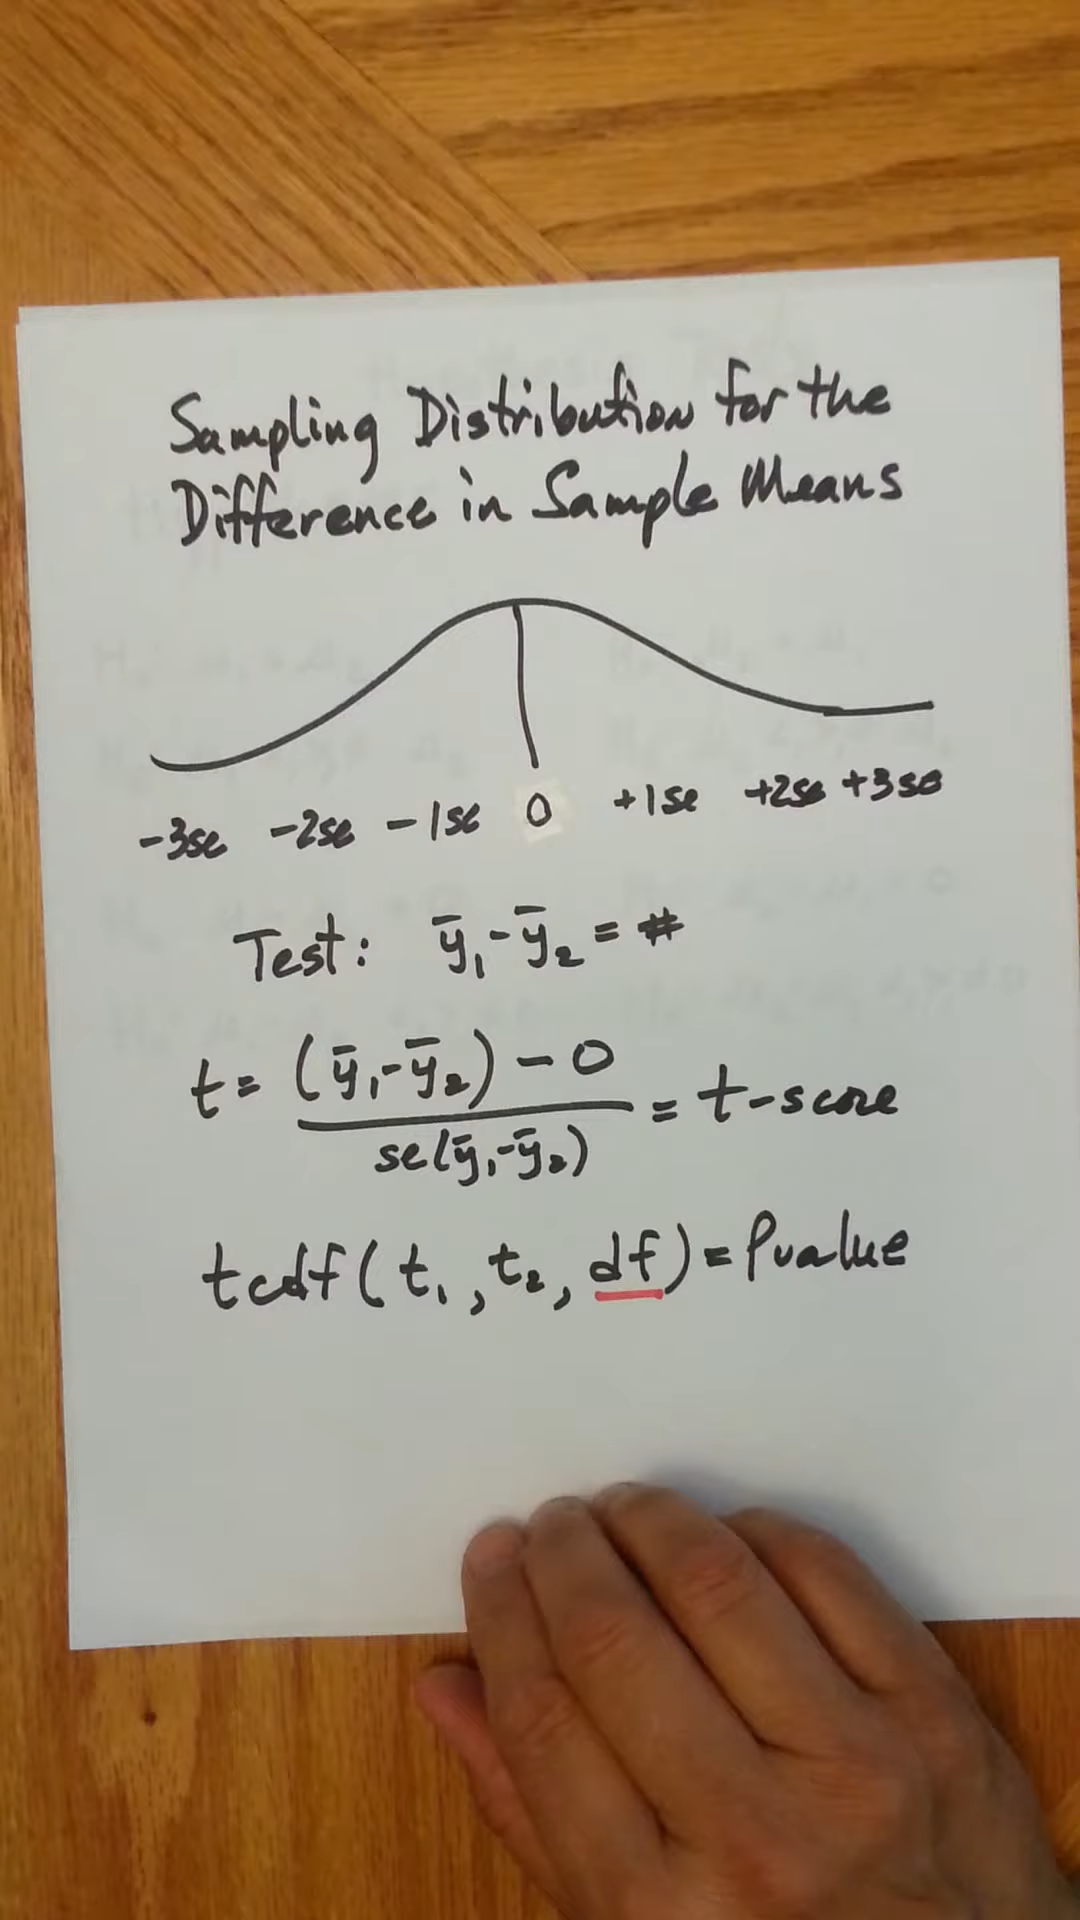 Sampling Distribution for the
Difference in Sample Means
-3se -2se -1se 0 +1se +2se +3se
Test: ȳ₁-ȳ₂ = #
t = (ȳ₁-ȳ₂) - 0 / se(ȳ₁-ȳ₂) = t-score
tcdf(t₁, t₂, df) = Pvalue